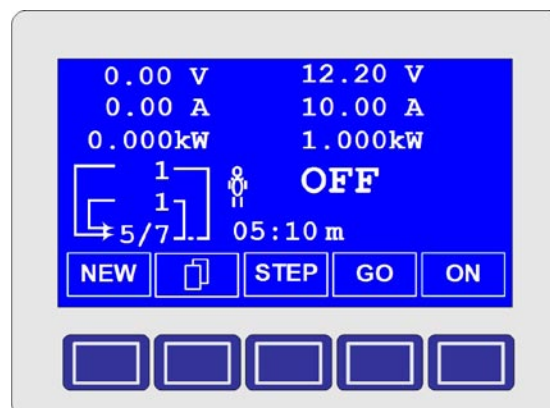 0.00 V 12.20 V
0.00 A 10.00 A
0.000kW 1.000kW
1
OFF
1
5/7 05:10 m
NEW STEP GO ON